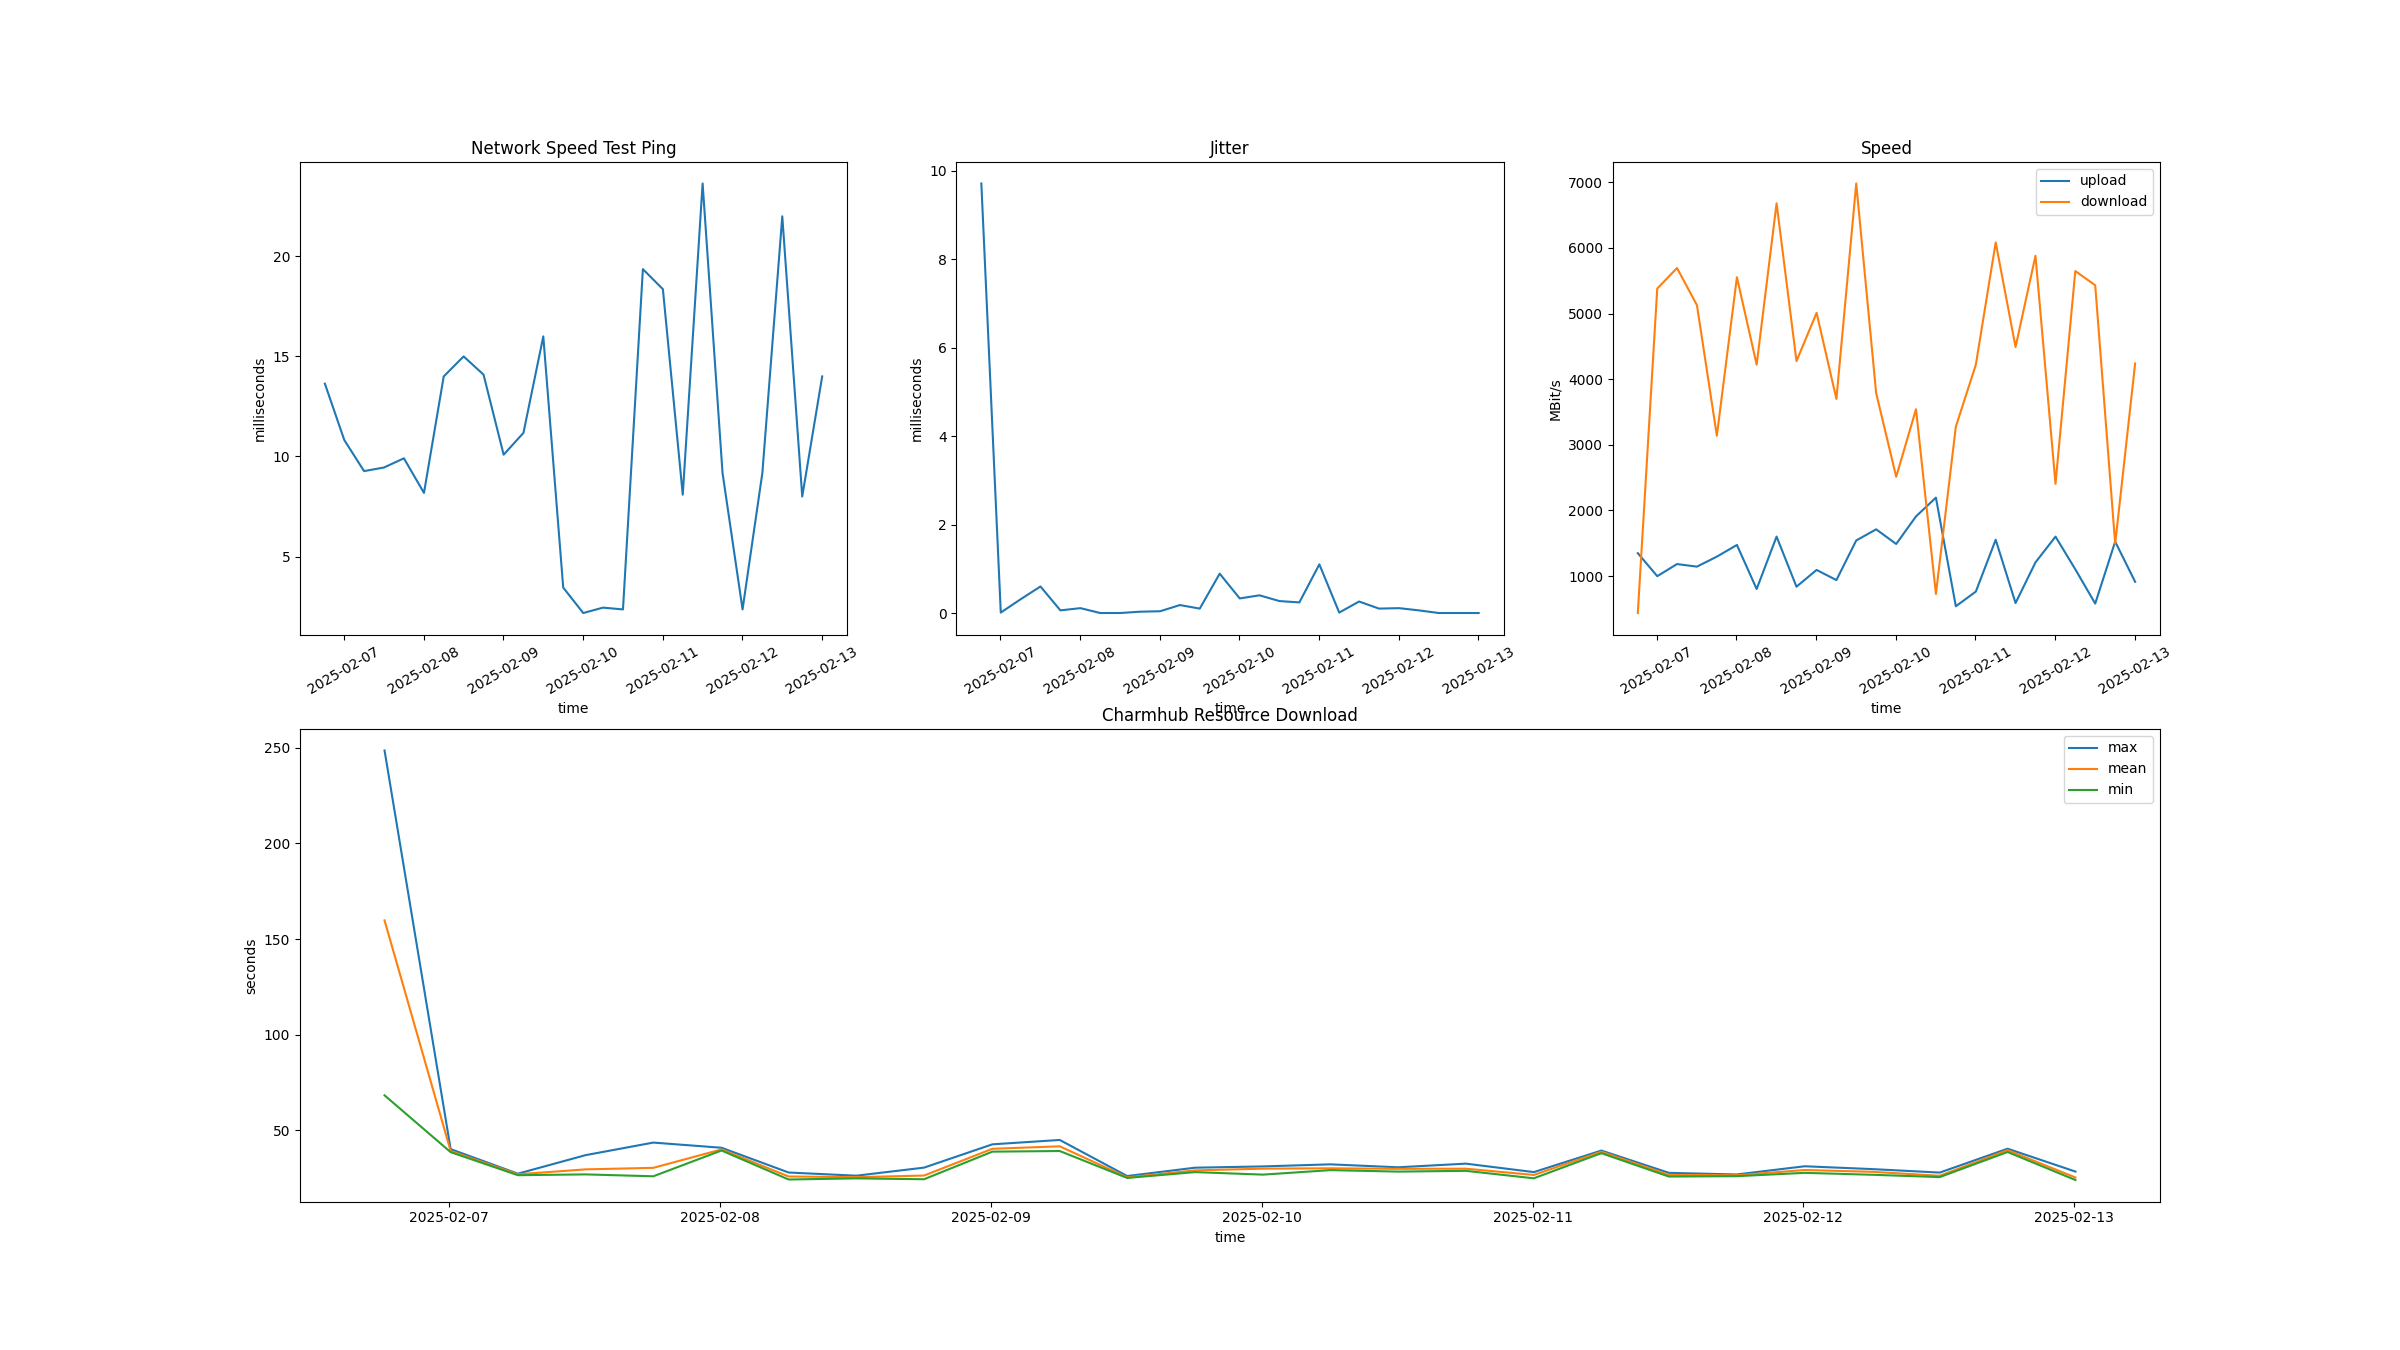 Network Speed Test Ping
milliseconds
20
15
10
5
2025-02-07
2025-02-08
2025-02-09
2025-02-10
2025-02-11
2025-02-12
2025-02-13
time
Jitter
milliseconds
10
8
6
4
2
0
2025-02-07
2025-02-08
2025-02-09
2025-02-10
2025-02-11
2025-02-12
2025-02-13
time
Speed
upload
download
MBit/s
7000
6000
5000
4000
3000
2000
1000
2025-02-07
2025-02-08
2025-02-09
2025-02-10
2025-02-11
2025-02-12
2025-02-13
time
Charmhub Resource Download
max
mean
min
seconds
250
200
150
100
50
2025-02-07
2025-02-08
2025-02-09
2025-02-10
2025-02-11
2025-02-12
2025-02-13
time